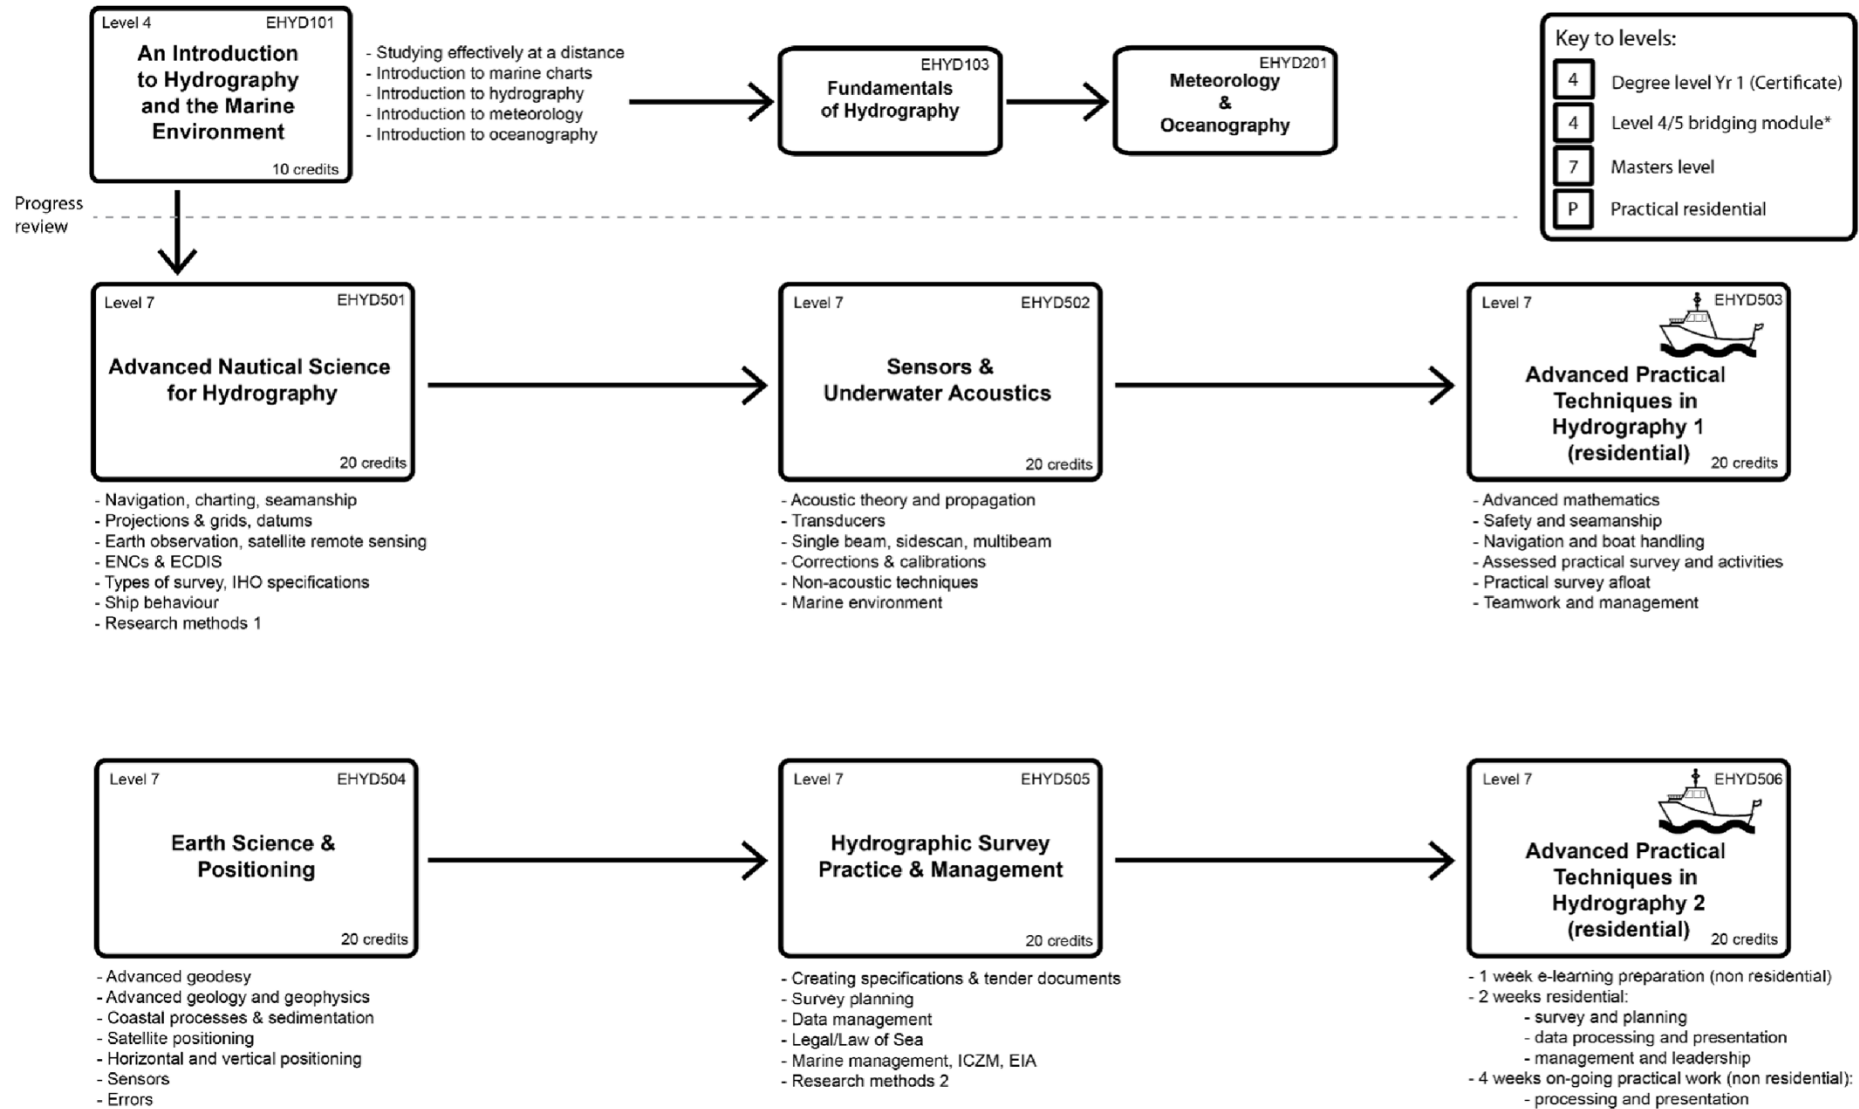 Level 4
EHYD101
An Introduction
to Hydrography
and the Marine
Environment
10 credits
- Studying effectively at a distance
- Introduction to marine charts
- Introduction to hydrography
- Introduction to meteorology
- Introduction to oceanography
EHYD103
Fundamentals
of Hydrography
EHYD201
Meteorology
&
Oceanography
Key to levels:
4 Degree level Yr 1 (Certificate)
4 Level 4/5 bridging module*
7 Masters level
P Practical residential
Progress
review
Level 7
EHYD501
Advanced Nautical Science
for Hydrography
20 credits
- Navigation, charting, seamanship
- Projections & grids, datums
- Earth observation, satellite remote sensing
- ENCs & ECDIS
- Types of survey, IHO specifications
- Ship behaviour
- Research methods 1
Level 7
EHYD502
Sensors &
Underwater Acoustics
20 credits
- Acoustic theory and propagation
- Transducers
- Single beam, sidescan, multibeam
- Corrections & calibrations
- Non-acoustic techniques
- Marine environment
Level 7
EHYD503
Advanced Practical
Techniques in
Hydrography 1
(residential)
20 credits
- Advanced mathematics
- Safety and seamanship
- Navigation and boat handling
- Assessed practical survey and activities
- Practical survey afloat
- Teamwork and management
Level 7
EHYD504
Earth Science &
Positioning
20 credits
- Advanced geodesy
- Advanced geology and geophysics
- Coastal processes & sedimentation
- Satellite positioning
- Horizontal and vertical positioning
- Sensors
- Errors
Level 7
EHYD505
Hydrographic Survey
Practice & Management
20 credits
- Creating specifications & tender documents
- Survey planning
- Data management
- Legal/Law of Sea
- Marine management, ICZM, EIA
- Research methods 2
Level 7
EHYD506
Advanced Practical
Techniques in
Hydrography 2
(residential)
20 credits
- 1 week e-learning preparation (non residential)
- 2 weeks residential:
- survey and planning
- data processing and presentation
- management and leadership
- 4 weeks on-going practical work (non residential):
- processing and presentation